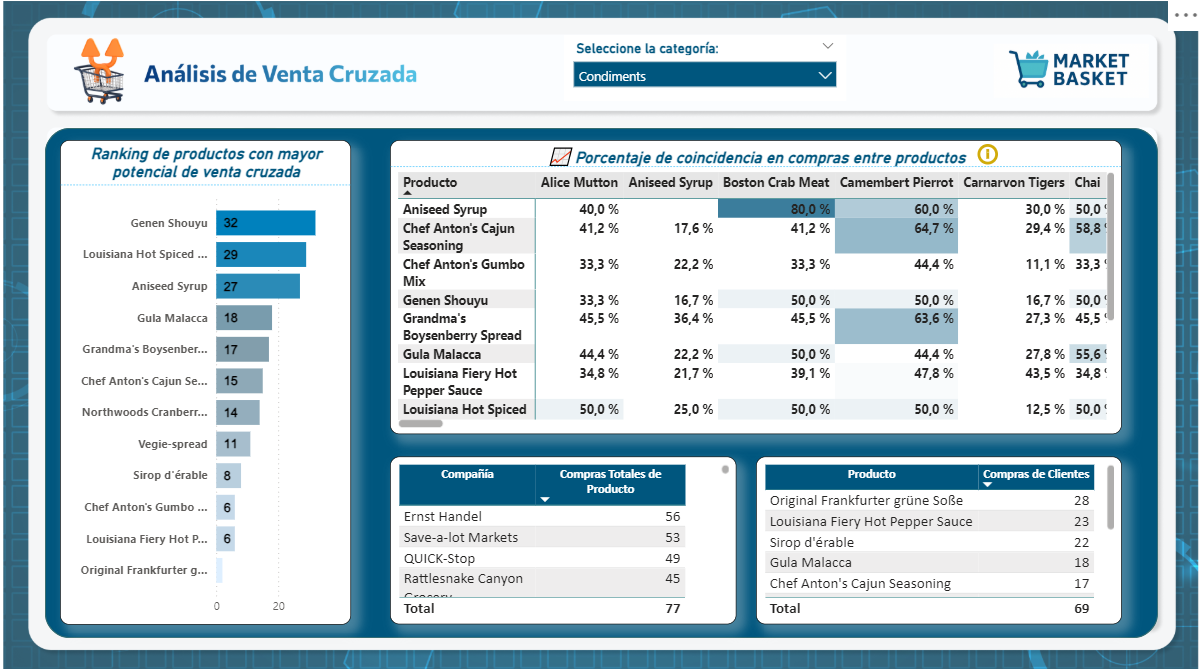 Análisis de Venta Cruzada
Seleccione la categoría:
Condiments
MARKET
BASKET
Ranking de productos con mayor
potencial de venta cruzada
Genen Shouyu 32
Louisiana Hot Spiced ... 29
Aniseed Syrup 27
Gula Malacca 18
Grandma's Boysenber... 17
Chef Anton's Cajun Se... 15
Northwoods Cranberr... 14
Vegie-spread 11
Sirop d'érable 8
Chef Anton's Gumbo ... 6
Louisiana Fiery Hot P... 6
Original Frankfurter g...
0 20
Porcentaje de coincidencia en compras entre productos
Producto Alice Mutton Aniseed Syrup Boston Crab Meat Camembert Pierrot Carnarvon Tigers Chai
Aniseed Syrup 40,0 % 80,0 % 60,0 % 30,0 % 50,0 %
Chef Anton's Cajun 41,2 % 17,6 % 41,2 % 64,7 % 29,4 % 58,8 %
Seasoning
Chef Anton's Gumbo 33,3 % 22,2 % 33,3 % 44,4 % 11,1 % 33,3 %
Mix
Genen Shouyu 33,3 % 16,7 % 50,0 % 50,0 % 16,7 % 50,0 %
Grandma's 45,5 % 36,4 % 45,5 % 63,6 % 27,3 % 45,5 %
Boysenberry Spread
Gula Malacca 44,4 % 22,2 % 50,0 % 44,4 % 27,8 % 55,6 %
Louisiana Fiery Hot 34,8 % 21,7 % 39,1 % 47,8 % 43,5 % 34,8 %
Pepper Sauce
Louisiana Hot Spiced 50,0 % 25,0 % 50,0 % 50,0 % 12,5 % 50,0 %
Compañía Compras Totales de
Producto
Ernst Handel 56
Save-a-lot Markets 53
QUICK-Stop 49
Rattlesnake Canyon 45
Grocery
Total 77
Producto Compras de Clientes
Original Frankfurter grüne Soße 28
Louisiana Fiery Hot Pepper Sauce 23
Sirop d'érable 22
Gula Malacca 18
Chef Anton's Cajun Seasoning 17
Total 69